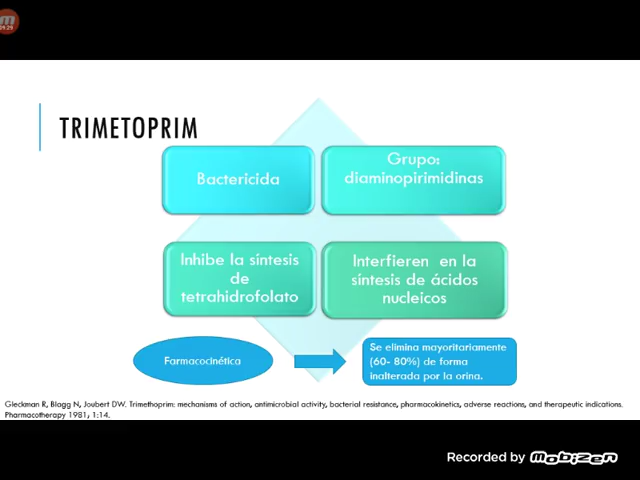 TRIMETOPRIM
Bactericida
Grupo:
diaminopirimidinas
Inhibe la síntesis
de
tetrahidrofolato
Interfieren en la
síntesis de ácidos
nucleicos
Farmacocinética
Se elimina mayoritariamente
(60- 80%) de forma
inalterada por la orina.
Gleckman R, Blagg N, Joubert DW. Trimethoprim: mechanisms of action, antimicrobial activity, bacterial resistance, pharmacokinetics, adverse reactions, and therapeutic indications.
Pharmacotherapy 1981; 1:14.
Recorded by MOBIZEN